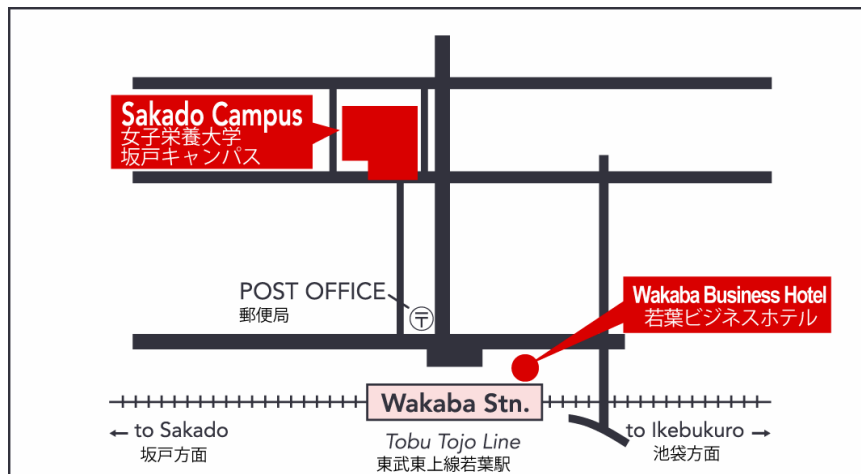 Sakado Campus
女子栄養大学
坂戸キャンパス
POST OFFICE
郵便局
〒
Wakaba Business Hotel
若葉ビジネスホテル
Wakaba Stn.
← to Sakado
坂戸方面
Tobu Tojo Line
東武東上線若葉駅
to Ikebukuro →
池袋方面